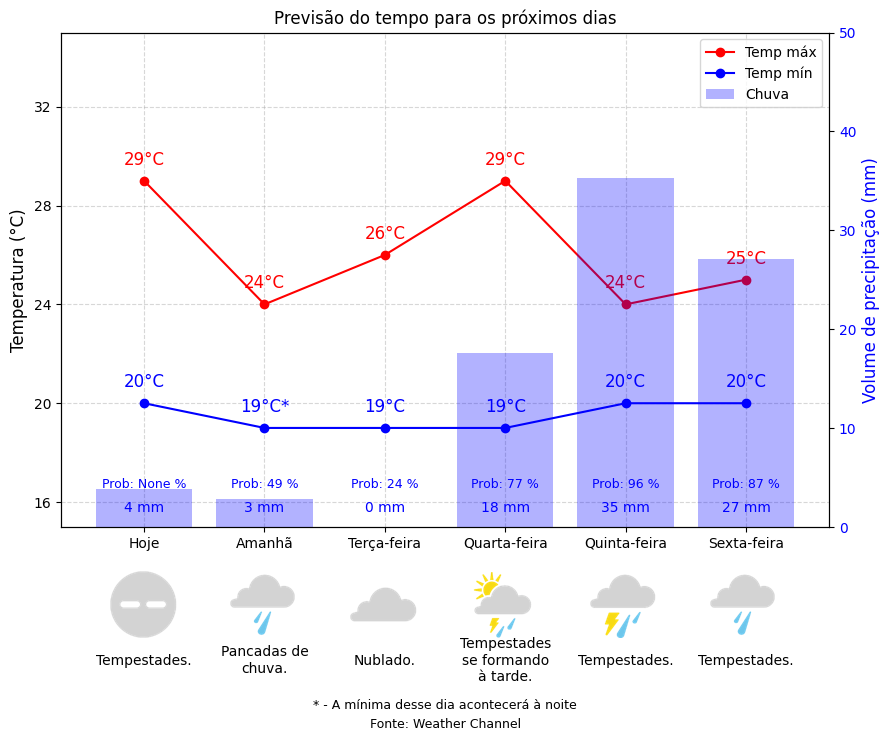 Previsão do tempo para os próximos dias
Temp máx
Temp mín
Chuva
Temperatura (°C)
32
28
24
20
16
Volume de precipitação (mm)
50
40
30
20
10
0
29°C
24°C
26°C
29°C
24°C
25°C
20°C
19°C*
19°C
19°C
20°C
20°C
Prob: None %
Prob: 49 %
Prob: 24 %
Prob: 77 %
Prob: 96 %
Prob: 87 %
4 mm
3 mm
0 mm
18 mm
35 mm
27 mm
Hoje
Amanhã
Terça-feira
Quarta-feira
Quinta-feira
Sexta-feira
Tempestades.
Pancadas de
chuva.
Nublado.
Tempestades
se formando
à tarde.
Tempestades.
Tempestades.
* - A mínima desse dia acontecerá à noite
Fonte: Weather Channel